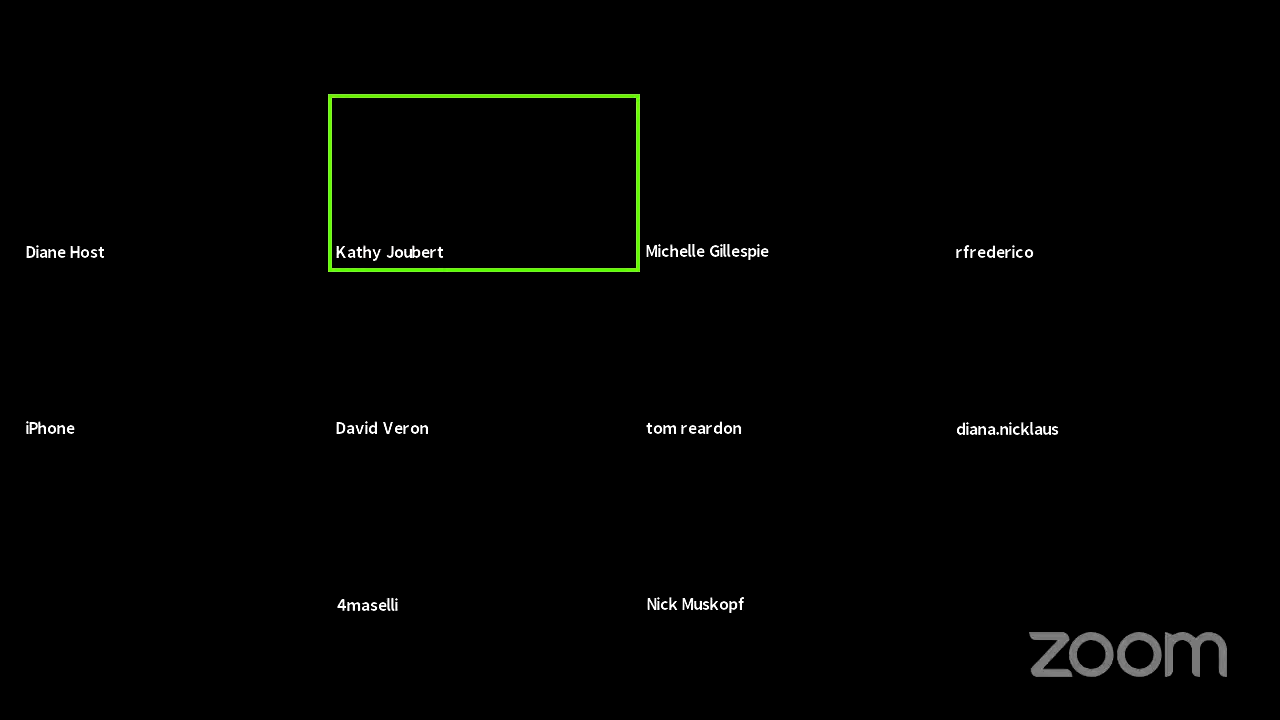 Diane Host
Kathy Joubert
Michelle Gillespie
rfrederico
iPhone
David Veron
tom reardon
diana.nicklaus
4maselli
Nick Muskopf
zoom